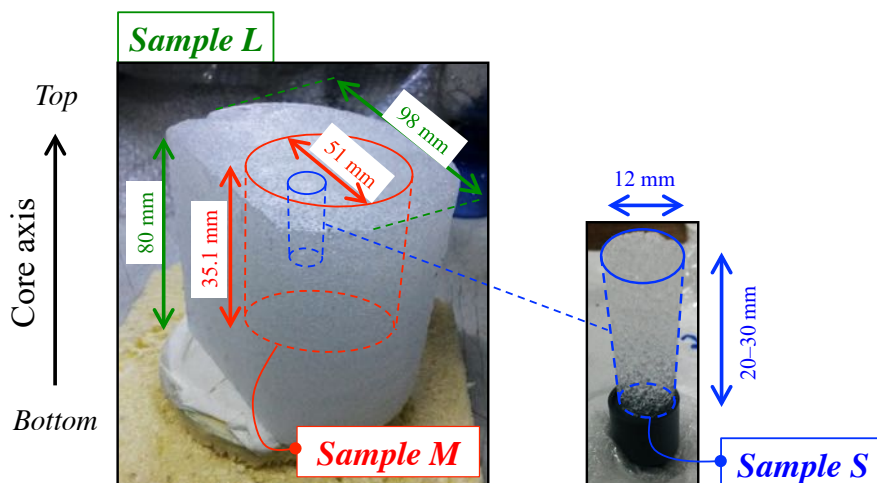 Sample L
Top
Core axis
Bottom
80 mm
35.1 mm
51 mm
98 mm
Sample M
12 mm
20–30 mm
Sample S